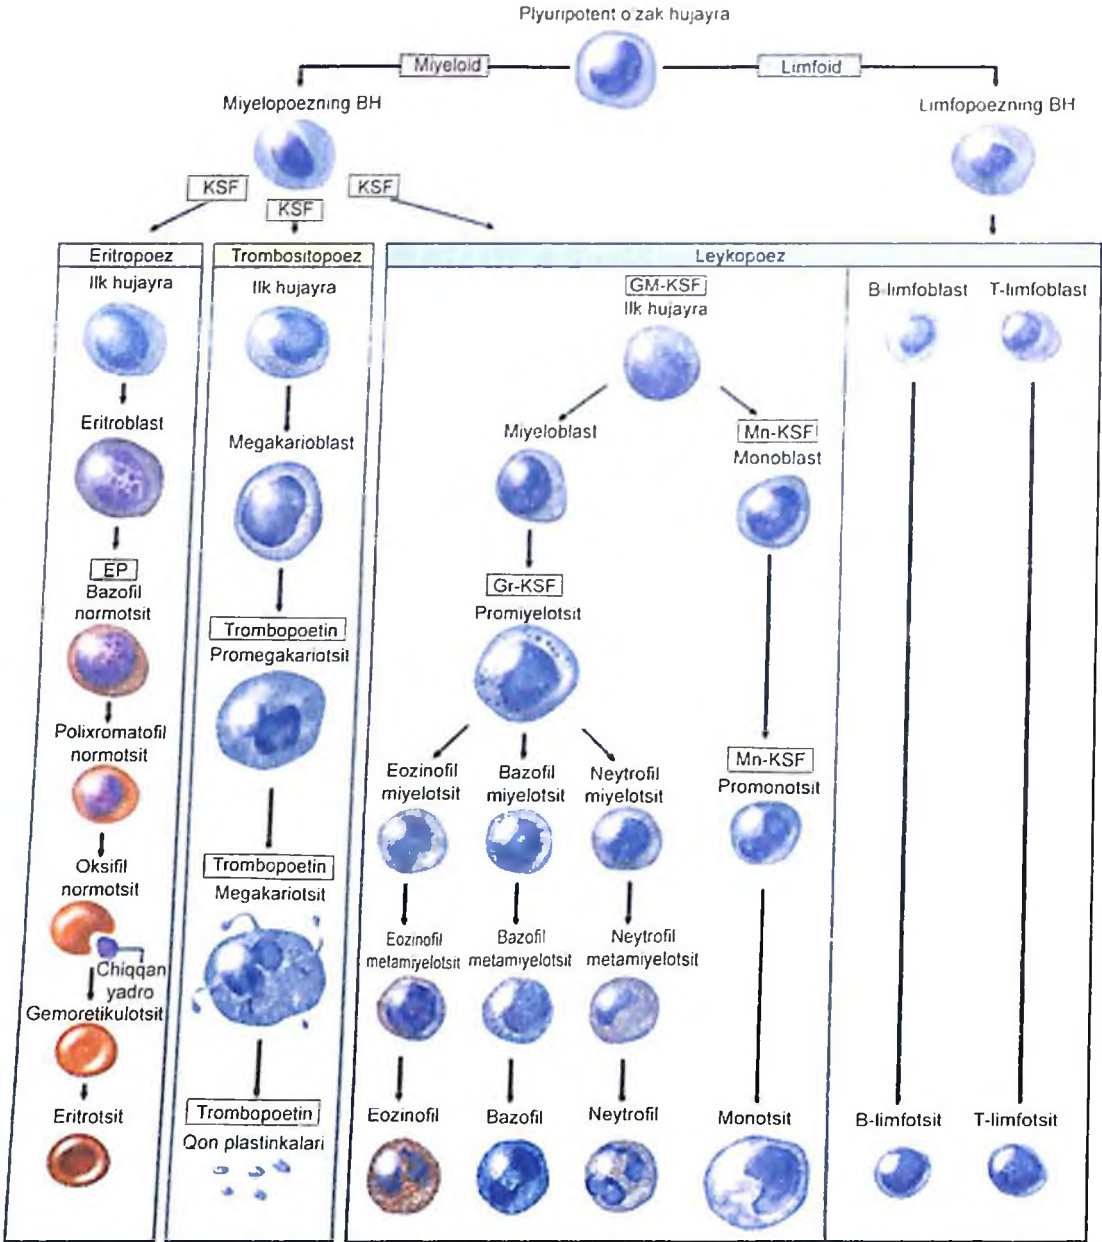 Plyuripotent o'zak hujayra
Miyeloid
Limfoid
Miyelopoezning BH
Limfopoezning BH
KSF
KSF
KSF
Eritropoez
Ilk hujayra
Eritroblast
EP
Bazofil
normotsit
Polixromatofil
normotsit
Oksifil
normotsit
Chiqqan
yadro
Gemoretikulotsit
Eritrotsit
Trombositopoez
Ilk hujayra
Megakarioblast
Trombopoetin
Promegakariotsit
Trombopoetin
Megakariotsit
Trombopoetin
Qon plastinkalari
Leykopoez
GM-KSF
Ilk hujayra
Miyeloblast
Gr-KSF
Promiyelotsit
Eozinofil
miyelotsit
Bazofil
miyelotsit
Neytrofil
miyelotsit
Eozinofil
metamiyelotsit
Bazofil
metamiyelotsit
Neytrofil
metamiyelotsit
Eozinofil
Bazofil
Neytrofil
Mn-KSF
Monoblast
Mn-KSF
Promonotsit
Monotsit
B-limfoblast
T-limfoblast
B-limfotsit
T-limfotsit